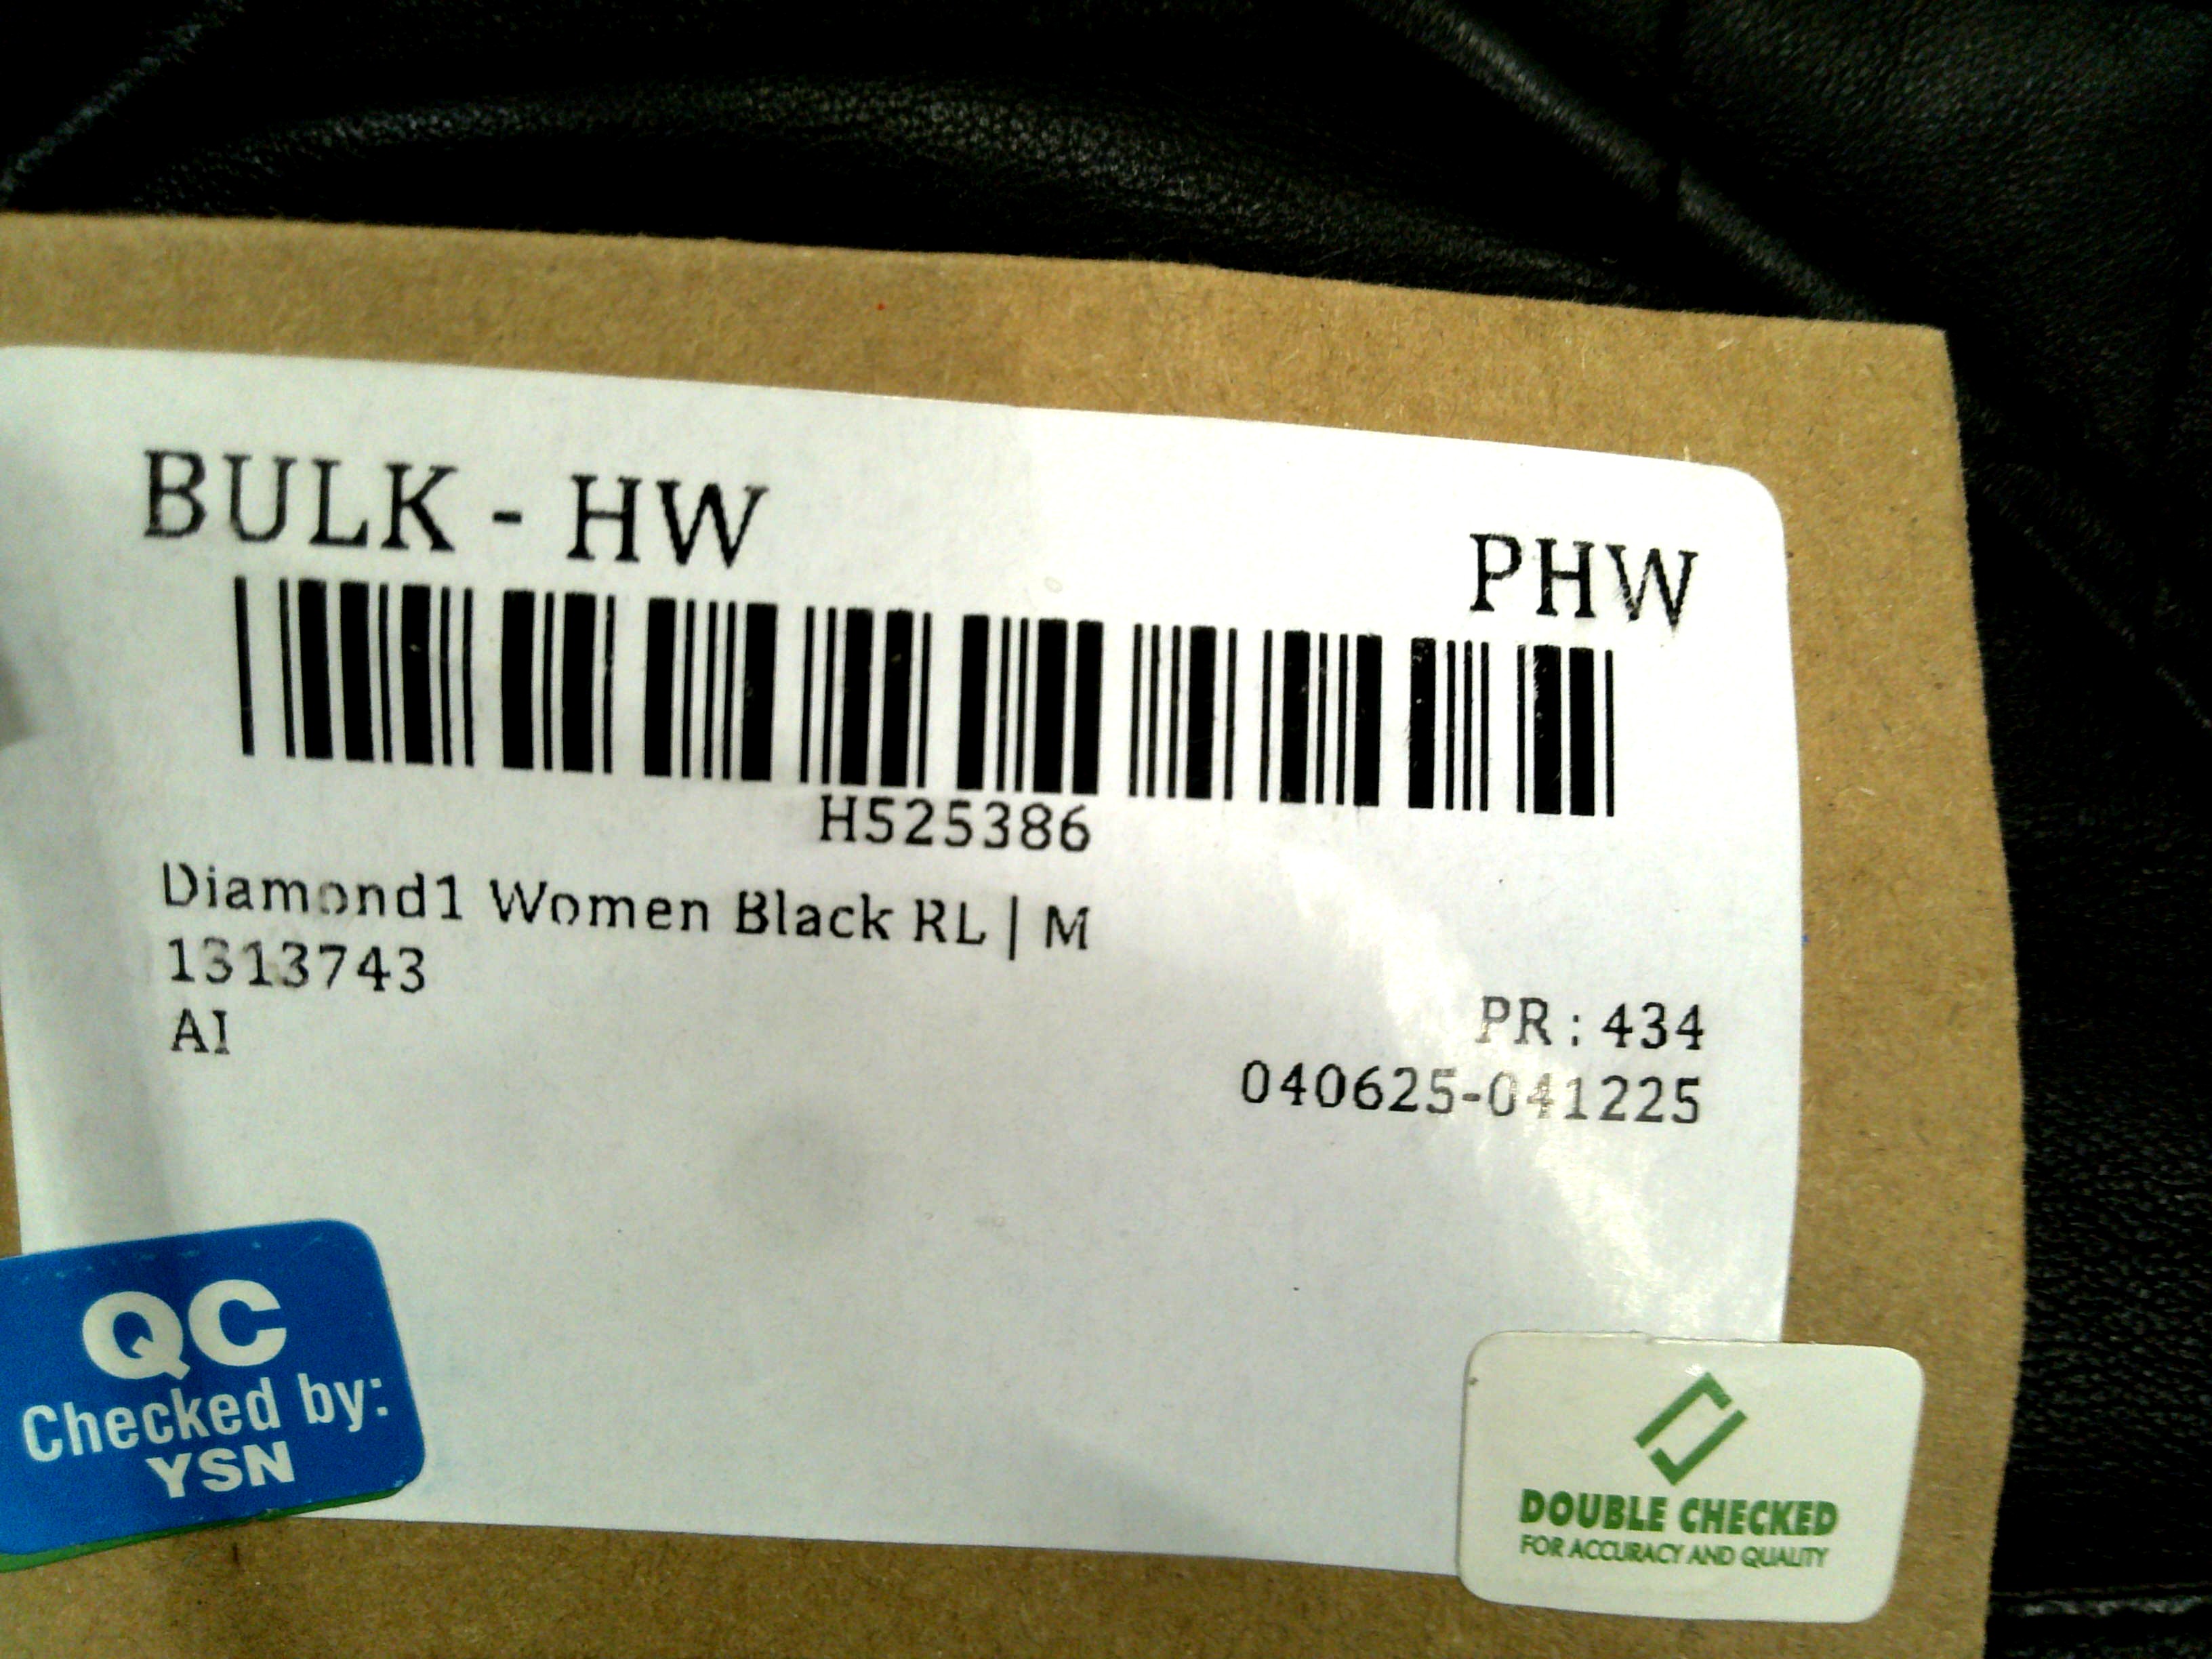 BULK - HW
PHW
H525386
Diamond1 Women Black RL | M
1313743
AI
PR : 434
040625-041225
QC
Checked by:
YSN
DOUBLE CHECKED
FOR ACCURACY AND QUALITY